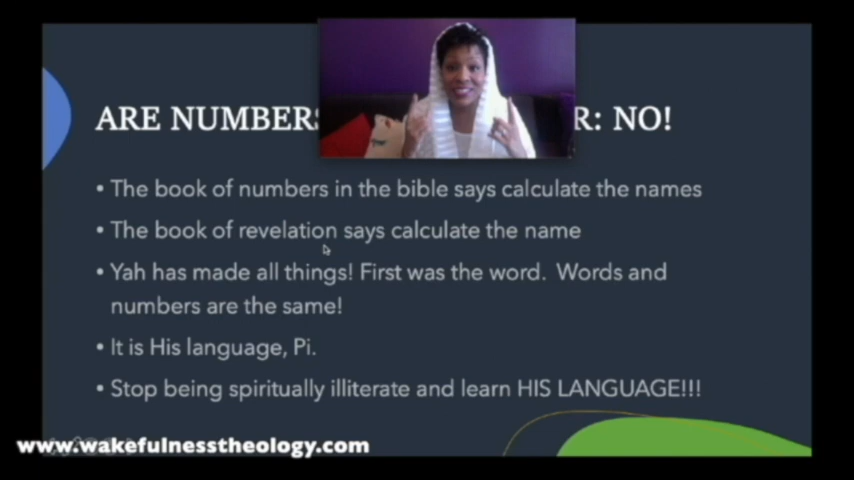 ARE NUMBERS R: NO!
• The book of numbers in the bible says calculate the names
• The book of revelation says calculate the name
• Yah has made all things! First was the word. Words and
numbers are the same!
• It is His language, Pi.
• Stop being spiritually illiterate and learn HIS LANGUAGE!!!
www.wakefulnesstheology.com